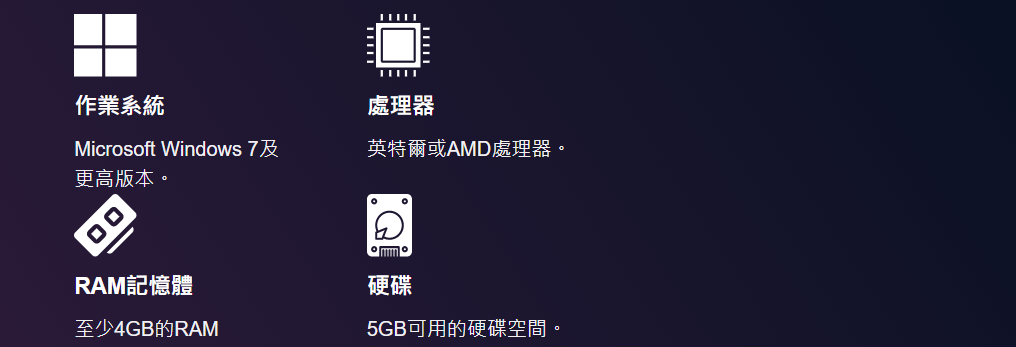 作業系統
Microsoft Windows 7及
更高版本。
處理器
英特爾或AMD處理器。
RAM記憶體
至少4GB的RAM
硬碟
5GB可用的硬碟空間。